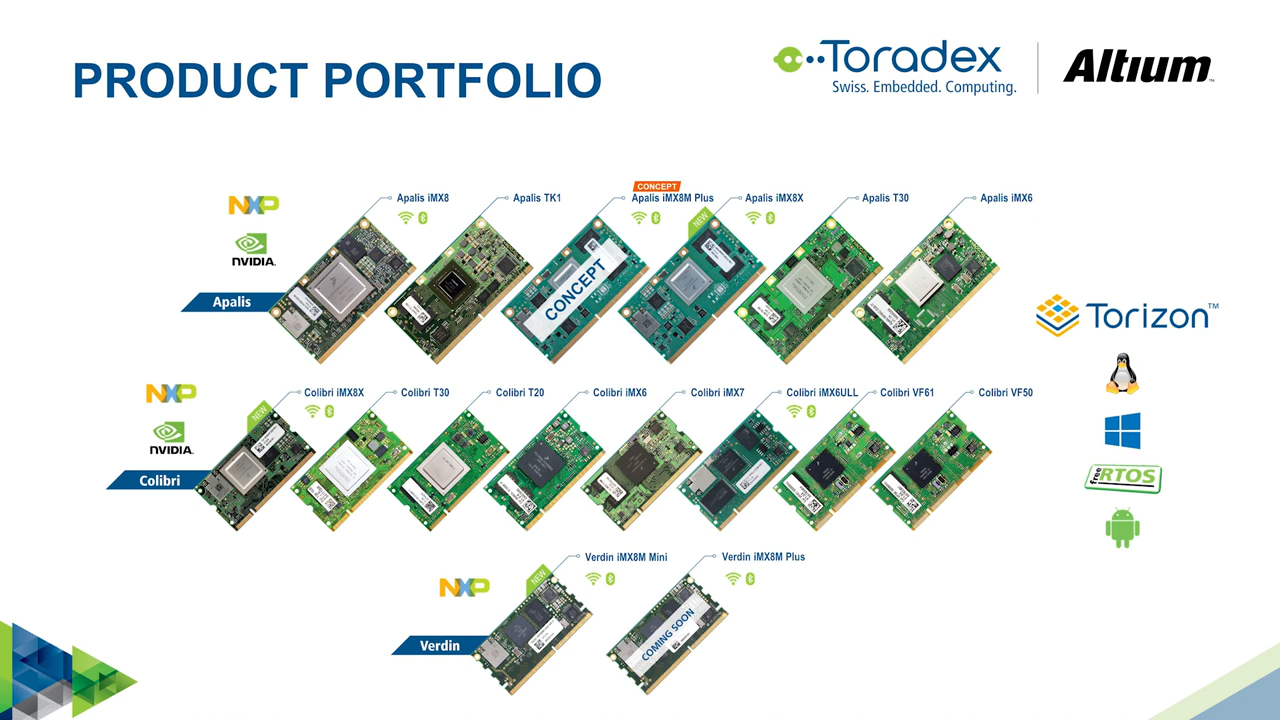 PRODUCT PORTFOLIO
Toradex
Swiss. Embedded. Computing.
Altium™
NXP
NVIDIA.
Apalis
Apalis iMX8
Apalis TK1
CONCEPT
Apalis iMX8M Plus
Apalis iMX8X
Apalis T30
Apalis iMX6
CONCEPT
NEW
Torizon™
NXP
NVIDIA.
Colibri
Colibri iMX8X
Colibri T30
Colibri T20
Colibri iMX6
Colibri iMX7
Colibri iMX6ULL
Colibri VF61
Colibri VF50
NEW
free RTOS
NXP
Verdin
Verdin iMX8M Mini
Verdin iMX8M Plus
NEW
COMING SOON